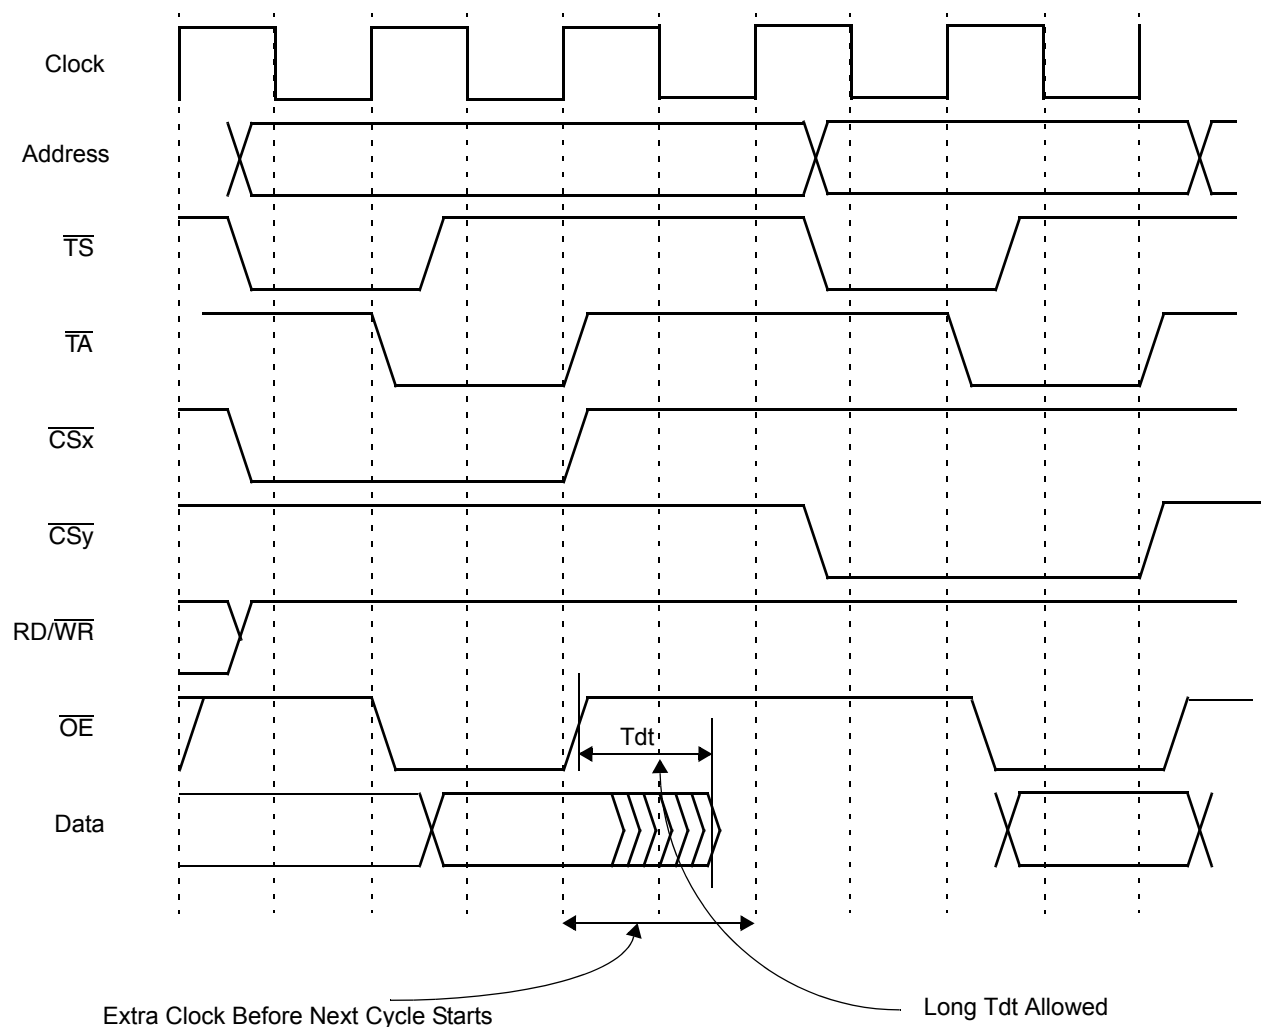 Clock
Address
TS
TA
CSx
CSy
RD/WR
OE
Tdt
Data
Extra Clock Before Next Cycle Starts
Long Tdt Allowed